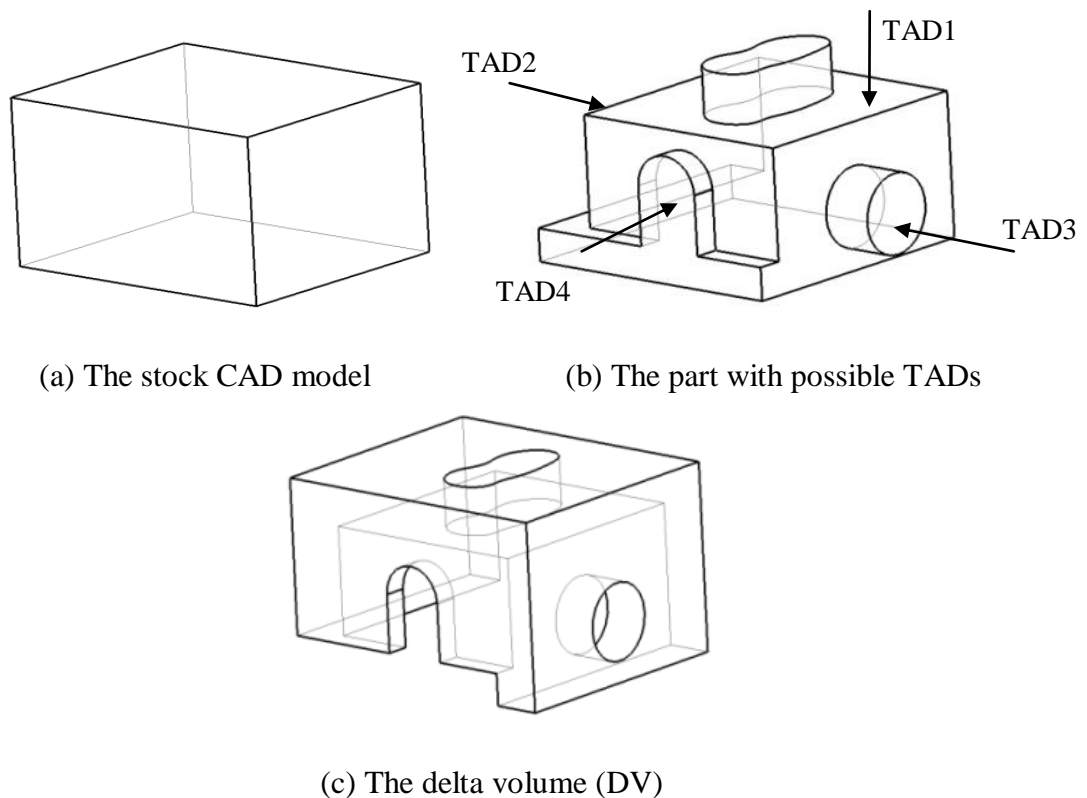 TAD1
TAD2
TAD3
TAD4
(a) The stock CAD model
(b) The part with possible TADs
(c) The delta volume (DV)